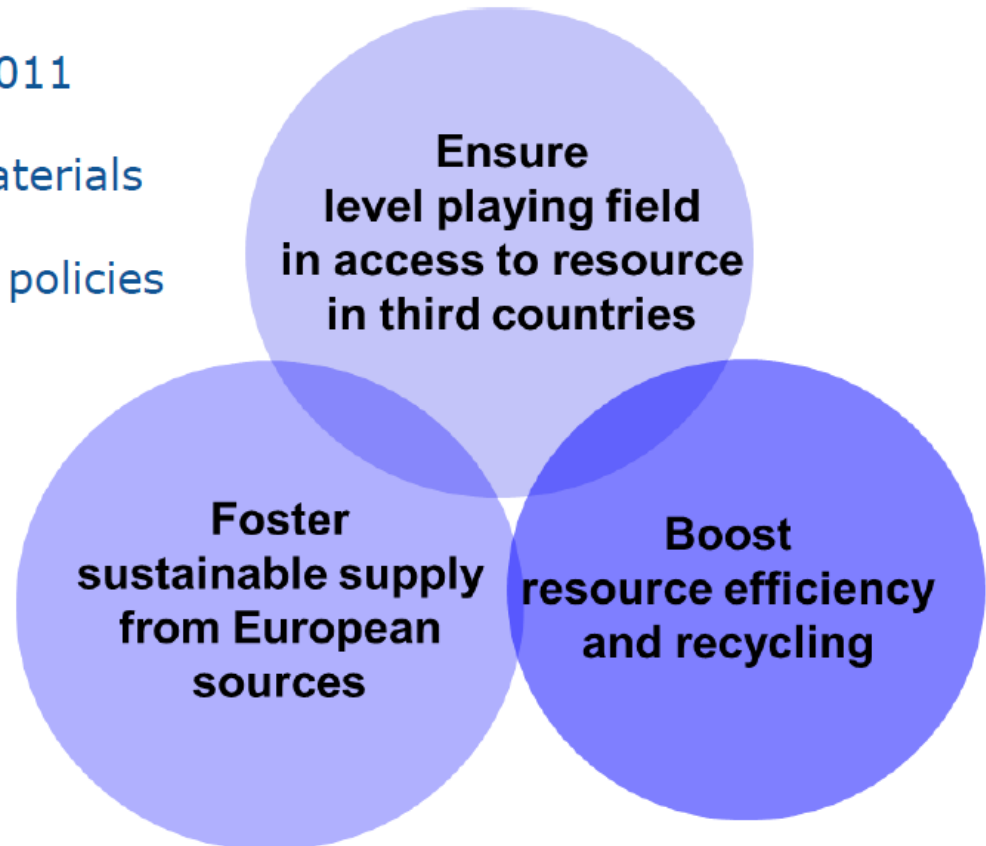 011
aterials
policies
Ensure
level playing field
in access to resource
in third countries
Foster
sustainable supply
from European
sources
Boost
resource efficiency
and recycling